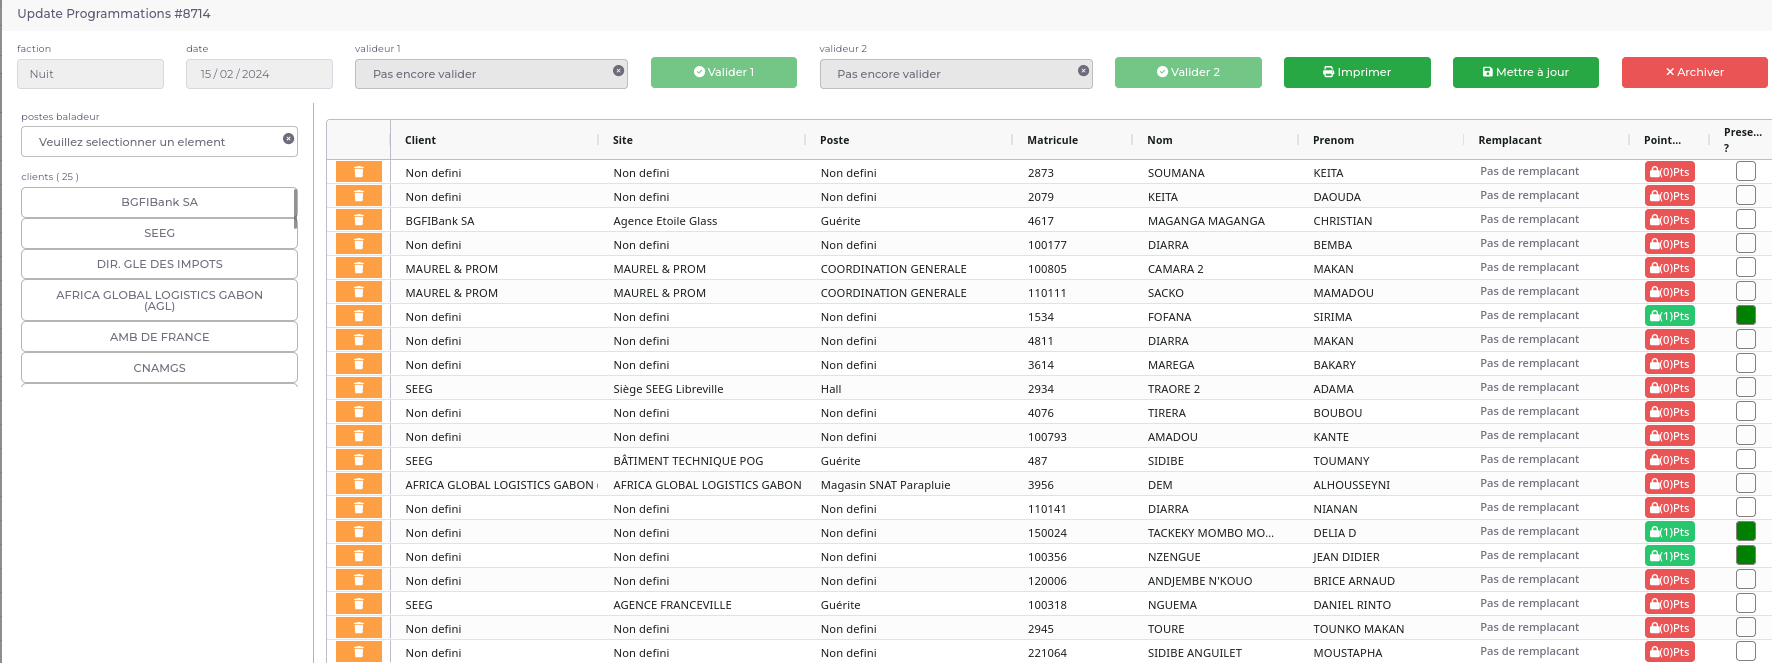 Update Programmations #8714
faction date valideur 1 valideur 2
Nuit 15 / 02 / 2024 Pas encore valider Valider 1 Pas encore valider Valider 2 Imprimer Mettre à jour Archiver
postes baladeur
Veuillez selectionner un element
clients ( 25 )
BGFIBank SA
SEEG
DIR. GLE DES IMPOTS
AFRICA GLOBAL LOGISTICS GABON
(AGL)
AMB DE FRANCE
CNAMGS
Client Site Poste Matricule Nom Prenom Remplacant Point... Prese... ?
Non defini Non defini Non defini 2873 SOUMANA KEITA Pas de remplacant (0)Pts
Non defini Non defini Non defini 2079 KEITA DAOUDA Pas de remplacant (0)Pts
BGFIBank SA Agence Etoile Glass Guérite 4617 MAGANGA MAGANGA CHRISTIAN Pas de remplacant (0)Pts
Non defini Non defini Non defini 100177 DIARRA BEMBA Pas de remplacant (0)Pts
MAUREL & PROM MAUREL & PROM COORDINATION GENERALE 100805 CAMARA 2 MAKAN Pas de remplacant (0)Pts
MAUREL & PROM MAUREL & PROM COORDINATION GENERALE 110111 SACKO MAMADOU Pas de remplacant (0)Pts
Non defini Non defini Non defini 1534 FOFANA SIRIMA Pas de remplacant (1)Pts
Non defini Non defini Non defini 4811 DIARRA MAKAN Pas de remplacant (0)Pts
Non defini Non defini Non defini 3614 MAREGA BAKARY Pas de remplacant (0)Pts
SEEG Siège SEEG Libreville Hall 2934 TRAORE 2 ADAMA Pas de remplacant (0)Pts
Non defini Non defini Non defini 4076 TIRERA BOUBOU Pas de remplacant (0)Pts
Non defini Non defini Non defini 100793 AMADOU KANTE Pas de remplacant (0)Pts
SEEG BÂTIMENT TECHNIQUE POG Guérite 487 SIDIBE TOUMANY Pas de remplacant (0)Pts
AFRICA GLOBAL LOGISTICS GABON ( AFRICA GLOBAL LOGISTICS GABON Magasin SNAT Parapluie 3956 DEM ALHOUSSEYNI Pas de remplacant (0)Pts
Non defini Non defini Non defini 110141 DIARRA NIANAN Pas de remplacant (0)Pts
Non defini Non defini Non defini 150024 TACKEKY MOMBO MO... DELIA D Pas de remplacant (1)Pts
Non defini Non defini Non defini 100356 NZENGUE JEAN DIDIER Pas de remplacant (1)Pts
Non defini Non defini Non defini 120006 ANDJEMBE N'KOUO BRICE ARNAUD Pas de remplacant (0)Pts
SEEG AGENCE FRANCEVILLE Guérite 100318 NGUEMA DANIEL RINTO Pas de remplacant (0)Pts
Non defini Non defini Non defini 2945 TOURE TOUNKO MAKAN Pas de remplacant (0)Pts
Non defini Non defini Non defini 221064 SIDIBE ANGUILET MOUSTAPHA Pas de remplacant (0)Pts